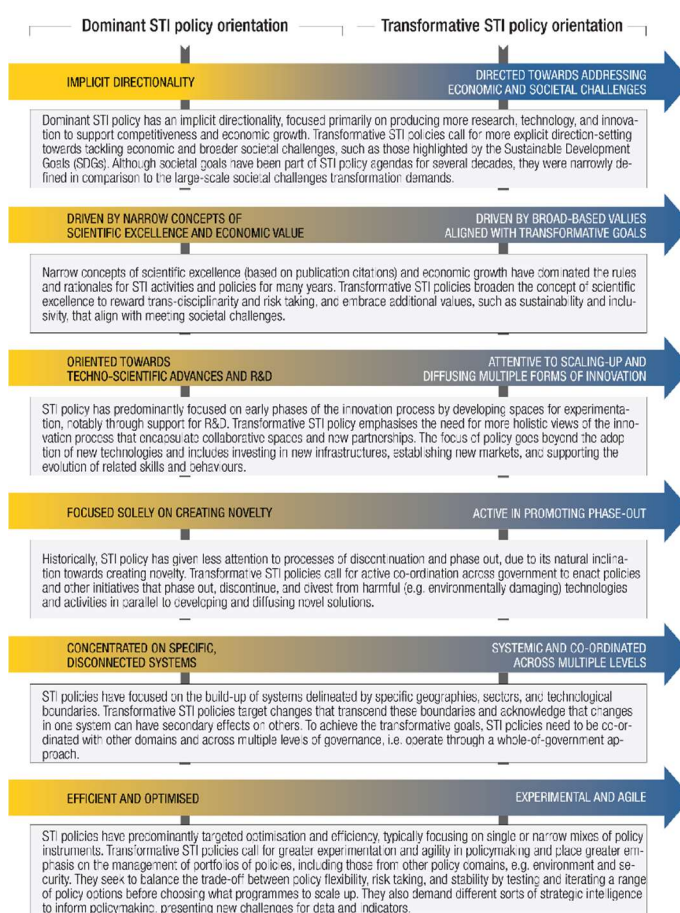 Dominant STI policy orientation
Transformative STI policy orientation
IMPLICIT DIRECTIONALITY
DIRECTED TOWARDS ADDRESSING
ECONOMIC AND SOCIETAL CHALLENGES
Dominant STI policy has an implicit directionality, focused primarily on producing more research, technology, and innova-
tion to support competitiveness and economic growth. Transformative STI policies call for more explicit direction-setting
towards tackling economic and broader societal challenges, such as those highlighted by the Sustainable Development
Goals (SDGs). Although societal goals have been part of STI policy agendas for several decades, they were narrowly de-
fined in comparison to the large-scale societal challenges transformation demands.
DRIVEN BY NARROW CONCEPTS OF
SCIENTIFIC EXCELLENCE AND ECONOMIC VALUE
DRIVEN BY BROAD-BASED VALUES
ALIGNED WITH TRANSFORMATIVE GOALS
Narrow concepts of scientific excellence (based on publication citations) and economic growth have dominated the rules
and rationales for STI activities and policies for many years. Transformative STI policies broaden the concept of scientific
excellence to reward trans-disciplinarity and risk taking, and embrace additional values, such as sustainability and inclu-
sivity, that align with meeting societal challenges.
ORIENTED TOWARDS
TECHNO-SCIENTIFIC ADVANCES AND R&D
ATTENTIVE TO SCALING-UP AND
DIFFUSING MULTIPLE FORMS OF INNOVATION
STI policy has predominantly focused on early phases of the innovation process by developing spaces for experimenta-
tion, notably through support for R&D. Transformative STI policy emphasises the need for more holistic views of the inno-
vation process that encapsulate collaborative spaces and new partnerships. The focus of policy goes beyond the adop
tion of new technologies and includes investing in new infrastructures, establishing new markets, and supporting the
evolution of related skills and behaviours.
FOCUSED SOLELY ON CREATING NOVELTY
ACTIVE IN PROMOTING PHASE-OUT
Historically, STI policy has given less attention to processes of discontinuation and phase out, due to its natural inclina-
tion towards creating novelty. Transformative STI policies call for active co-ordination across government to enact policies
and other initiatives that phase out, discontinue, and divest from harmful (e.g. environmentally damaging) technologies
and activities in parallel to developing and diffusing novel solutions.
CONCENTRATED ON SPECIFIC,
DISCONNECTED SYSTEMS
SYSTEMIC AND CO-ORDINATED
ACROSS MULTIPLE LEVELS
STI policies have focused on the build-up of systems delineated by specific geographies, sectors, and technological
boundaries. Transformative STI policies target changes that transcend these boundaries and acknowledge that changes
in one system can have secondary effects on others. To achieve the transformative goals, STI policies need to be co-or-
dinated with other domains and across multiple levels of governance, i.e. operate through a whole-of-government ap-
proach.
EFFICIENT AND OPTIMISED
EXPERIMENTAL AND AGILE
STI policies have predominantly targeted optimisation and efficiency, typically focusing on single or narrow mixes of policy
instruments. Transformative STI policies call for greater experimentation and agility in policymaking and place greater em-
phasis on the management of portfolios of policies, including those from other policy domains, e.g. environment and se-
curity. They seek to balance the trade-off between policy flexibility, risk taking, and stability by testing and iterating a range
of policy options before choosing what programmes to scale up. They also demand different sorts of strategic intelligence
to inform policymaking, presenting new challenges for data and indicators.